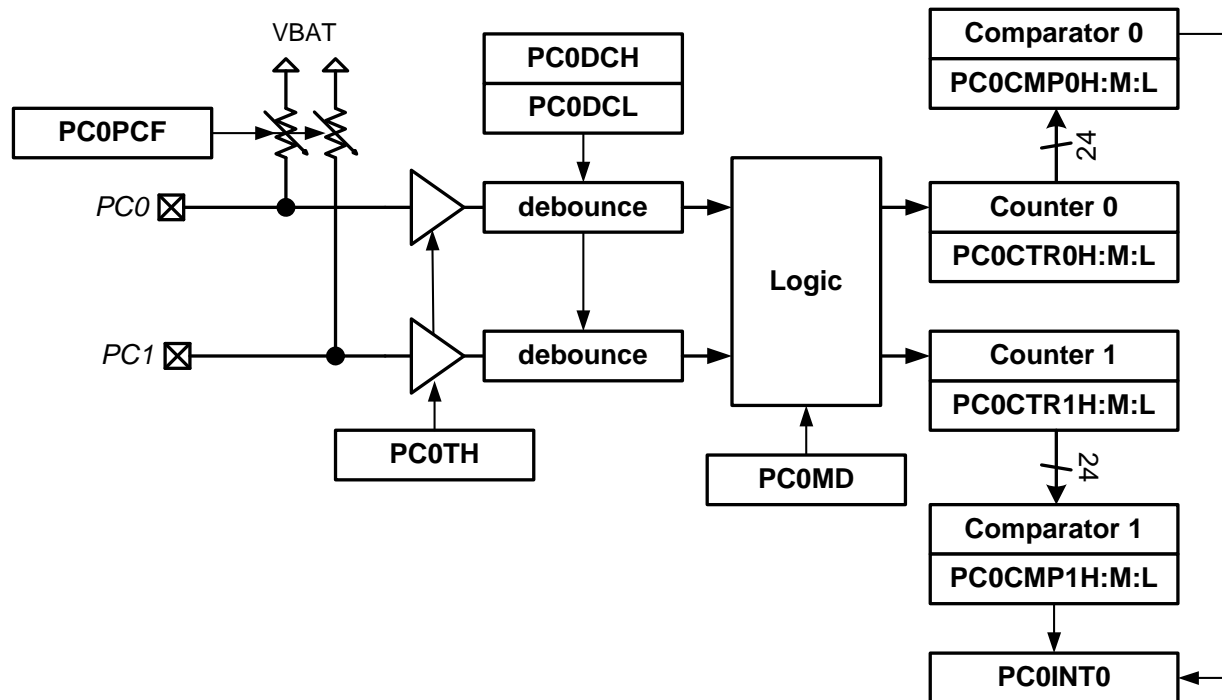 VBAT
PC0DCH
PC0DCL
PC0PCF
PC0
PC1
debounce
debounce
PC0TH
Logic
PC0MD
Comparator 0
PC0CMP0H:M:L
24
Counter 0
PC0CTR0H:M:L
Counter 1
PC0CTR1H:M:L
24
Comparator 1
PC0CMP1H:M:L
PC0INT0